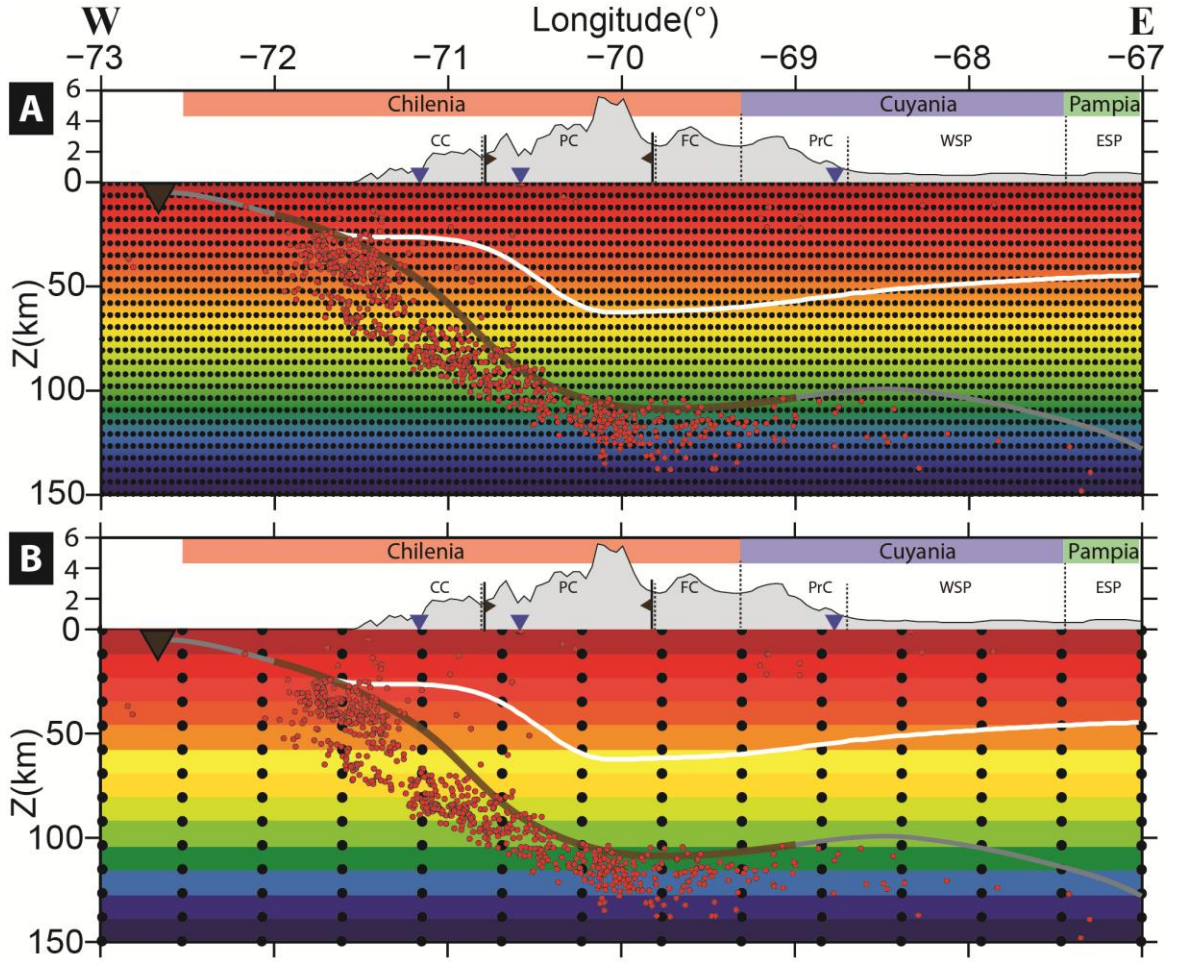 W Longitude(°) E
−73 −72 −71 −70 −69 −68 −67
A
6
Chilenia Cuyania Pampia
4
CC PC FC PrC WSP ESP
2
0
50
Z(km)
100
150
B
6
Chilenia Cuyania Pampia
4
CC PC FC PrC WSP ESP
2
0
50
Z(km)
100
150